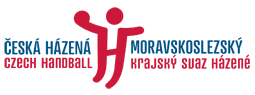 ČESKÁ HÁZENÁ
CZECH HANDBALL
MORAVSKOSLEZSKÝ
KRAJSKÝ SVAZ HÁZENÉ